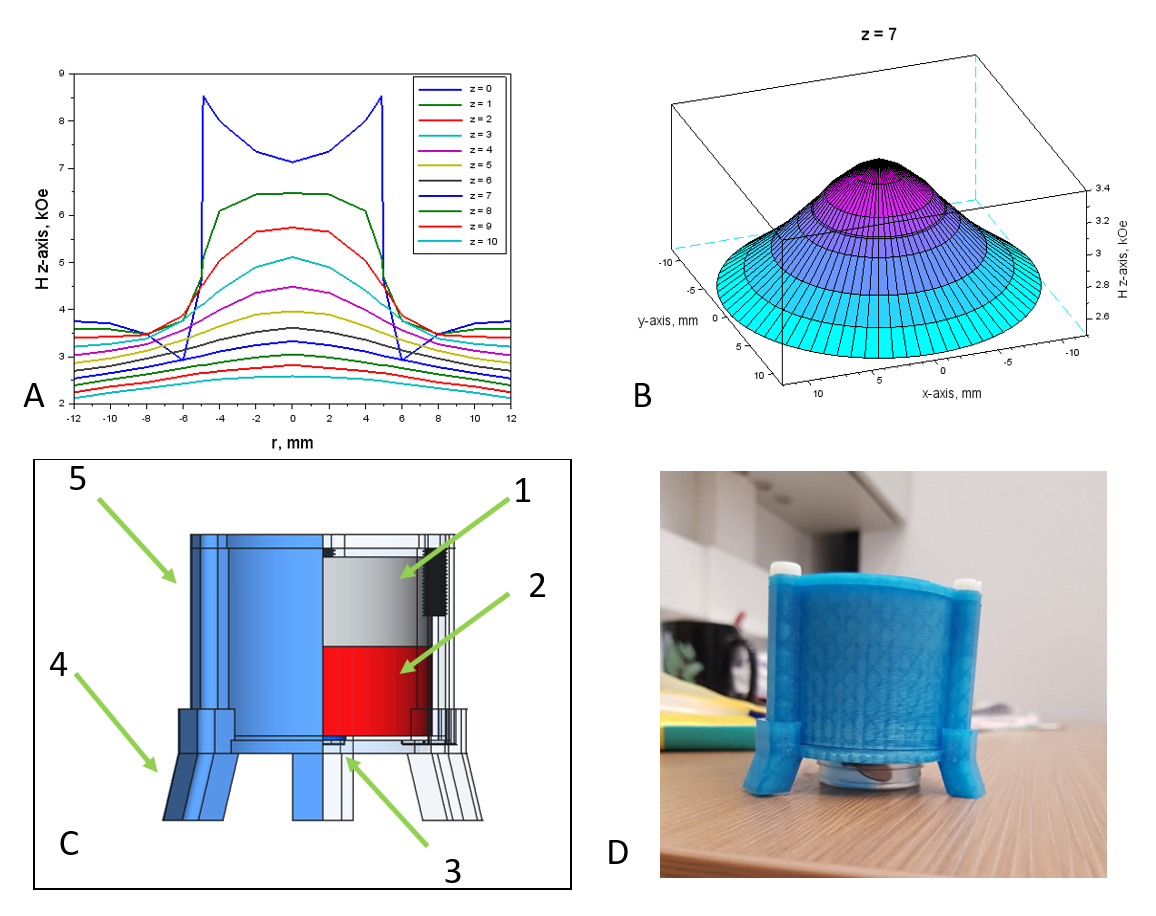 9
8
7
6
5
4
3
2
H z-axis, kOe
-12 -10 -8 -6 -4 -2 0 2 4 6 8 10 12
r, mm
z = 0
z = 1
z = 2
z = 3
z = 4
z = 5
z = 6
z = 7
z = 8
z = 9
z = 10
A
z = 7
3.4
3.2
3
2.8
2.6
H z-axis, kOe
-10
-5
0
5
10
y-axis, mm
10 5 0 -5 -10
x-axis, mm
B
5
1
2
4
3
C
D